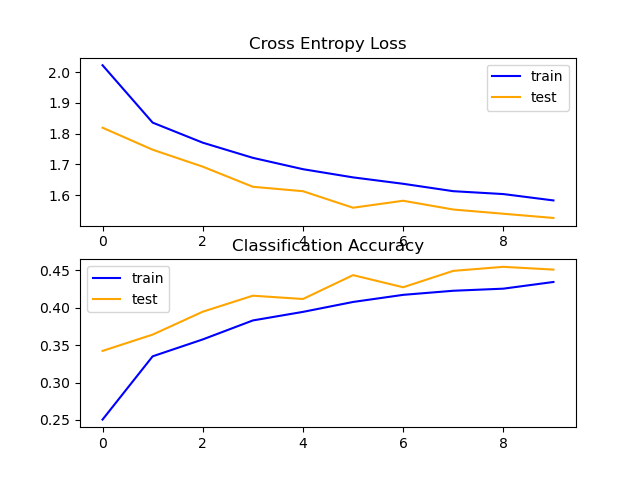 Cross Entropy Loss
2.0
1.9
1.8
1.7
1.6
train
test
0 2 4 6 8
Classification Accuracy
0.45
0.40
0.35
0.30
0.25
train
test
0 2 4 6 8